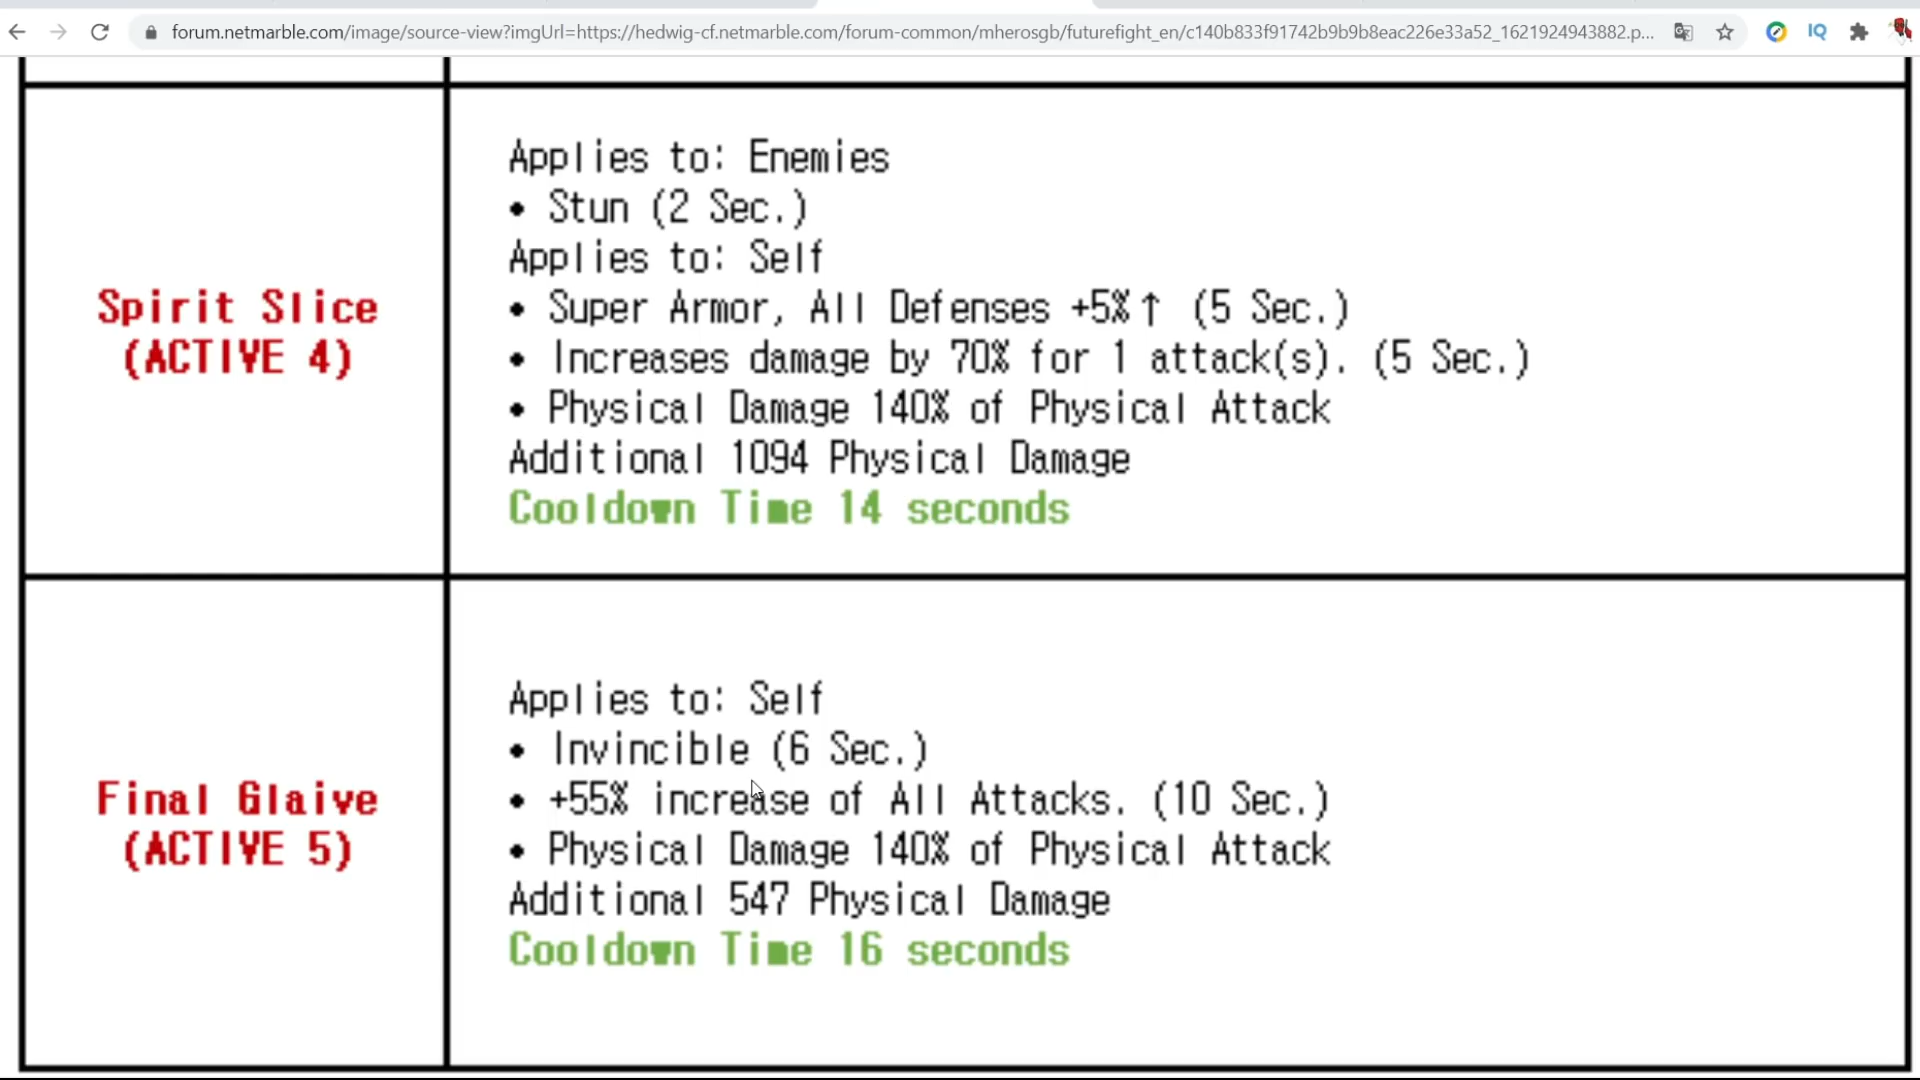 forum.netmarble.com/image/source-view?imgUrl=https://hedwig-cf.netmarble.com/forum-common/mherosgb/futurefight_en/c140b833f91742b9b9b8eac226e33a52_1621924943882.p...
IQ
Applies to: Enemies
• Stun (2 Sec.)
Applies to: Self
• Super Armor, All Defenses +5%↑ (5 Sec.)
Spirit Slice
(ACTIVE 4)
• Increases damage by 70% for 1 attack(s). (5 Sec.)
• Physical Damage 140% of Physical Attack
Additional 1094 Physical Damage
Cooldown Time 14 seconds
Applies to: Self
• Invincible (6 Sec.)
Final Glaive
(ACTIVE 5)
• +55% increase of All Attacks. (10 Sec.)
• Physical Damage 140% of Physical Attack
Additional 547 Physical Damage
Cooldown Time 16 seconds